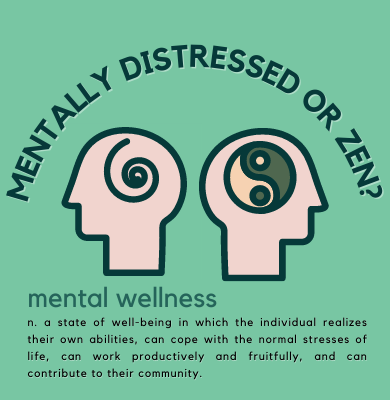 MENTALLY DISTRESSED OR ZEN?
mental wellness
n. a state of well-being in which the individual realizes
their own abilities, can cope with the normal stresses of
life, can work productively and fruitfully, and can
contribute to their community.